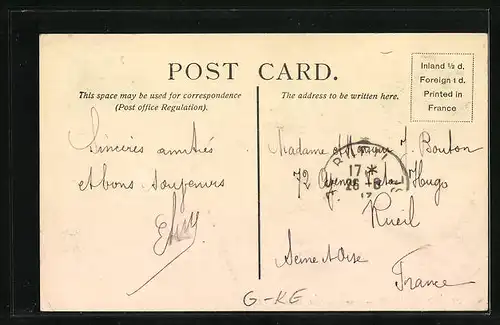 POST CARD.
Inland ½ d.
Foreign 1 d.
Printed in
France
This space may be used for correspondence
(Post office Regulation).
The address to be written here.
Sincères amitiés
et bons souvenirs
Madame J. Bouton
17 *
72 Hugo
26
Rueil
Seine et Oise
France
G-KE